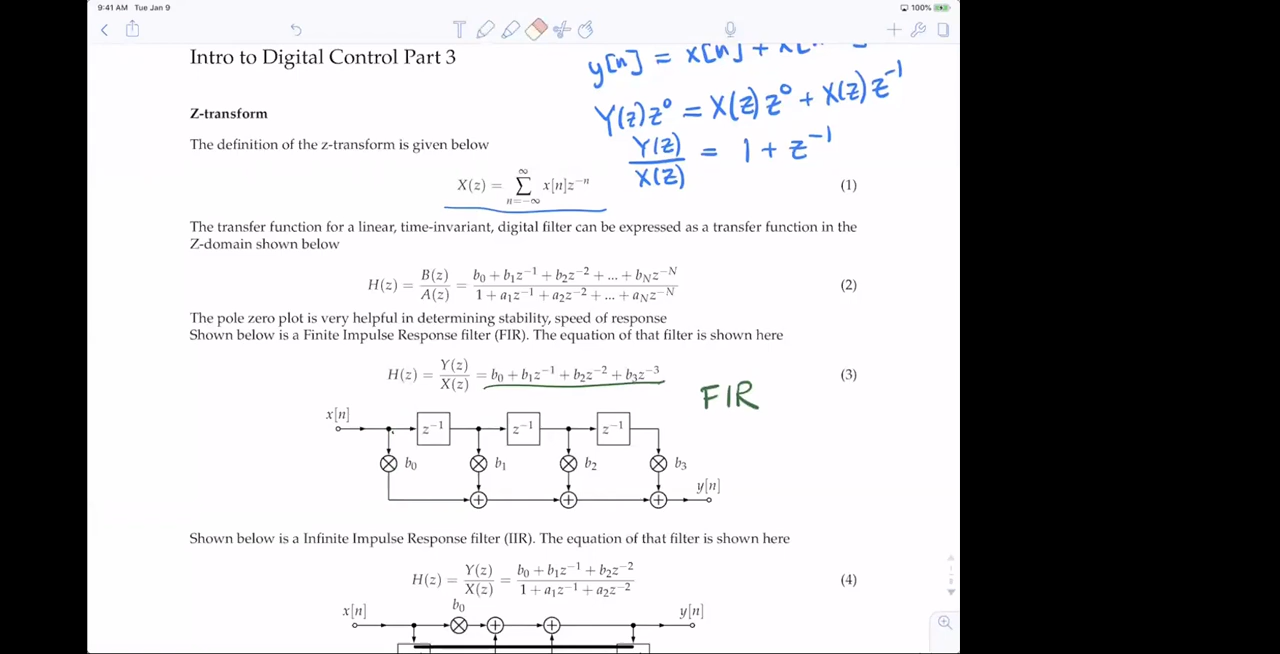 9:41 AM Tue Jan 9
100%
Intro to Digital Control Part 3
y[n] = x[n] + x[
Y(z)z⁰ = X(z)z⁰ + X(z)z⁻¹
Y(z)/X(z) = 1 + z⁻¹
Z-transform
The definition of the z-transform is given below
X(z) = ∑_{n=−∞}^{∞} x[n]z⁻ⁿ (1)
The transfer function for a linear, time-invariant, digital filter can be expressed as a transfer function in the
Z-domain shown below
H(z) = B(z)/A(z) = (b₀ + b₁z⁻¹ + b₂z⁻² + ... + b_N z^{−N})/(1 + a₁z⁻¹ + a₂z⁻² + ... + a_N z^{−N}) (2)
The pole zero plot is very helpful in determining stability, speed of response
Shown below is a Finite Impulse Response filter (FIR). The equation of that filter is shown here
H(z) = Y(z)/X(z) = b₀ + b₁z⁻¹ + b₂z⁻² + b₃z⁻³ (3)
FIR
x[n]
z⁻¹ z⁻¹ z⁻¹
b₀ b₁ b₂ b₃
y[n]
Shown below is a Infinite Impulse Response filter (IIR). The equation of that filter is shown here
H(z) = Y(z)/X(z) = (b₀ + b₁z⁻¹ + b₂z⁻²)/(1 + a₁z⁻¹ + a₂z⁻²) (4)
x[n] b₀ y[n]